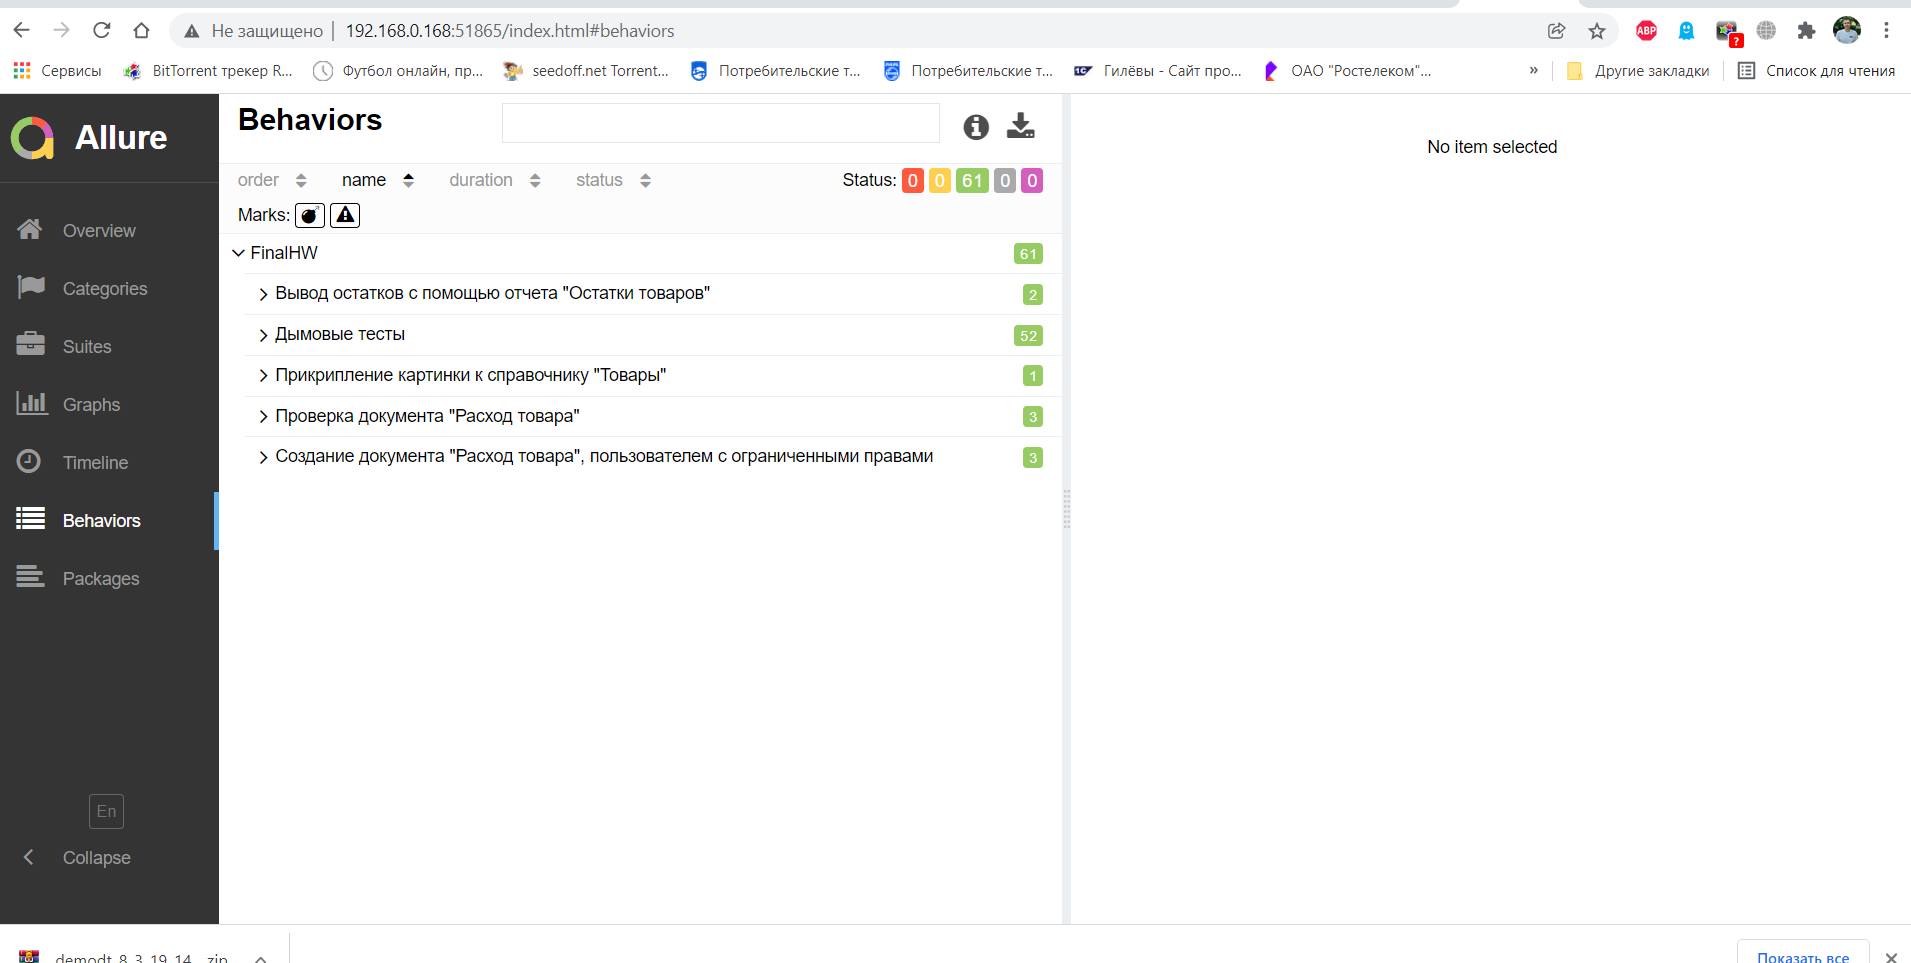 Не защищено | 192.168.0.168:51865/index.html#behaviors
ABP
?
Сервисы
BitTorrent трекер R...
Футбол онлайн, пр...
seedoff.net Torrent...
Потребительские т...
Потребительские т...
Гилёвы - Сайт про...
ОАО "Ростелеком"...
»
Другие закладки
Список для чтения
Allure
Overview
Categories
Suites
Graphs
Timeline
Behaviors
Packages
En
Collapse
Behaviors
order name duration status
Status: 0 0 61 0 0
Marks:
FinalHW 61
Вывод остатков с помощью отчета "Остатки товаров" 2
Дымовые тесты 52
Прикрипление картинки к справочнику "Товары" 1
Проверка документа "Расход товара" 3
Создание документа "Расход товара", пользователем с ограниченными правами 3
No item selected
demodt_8_3_19_14_.zip
Показать все